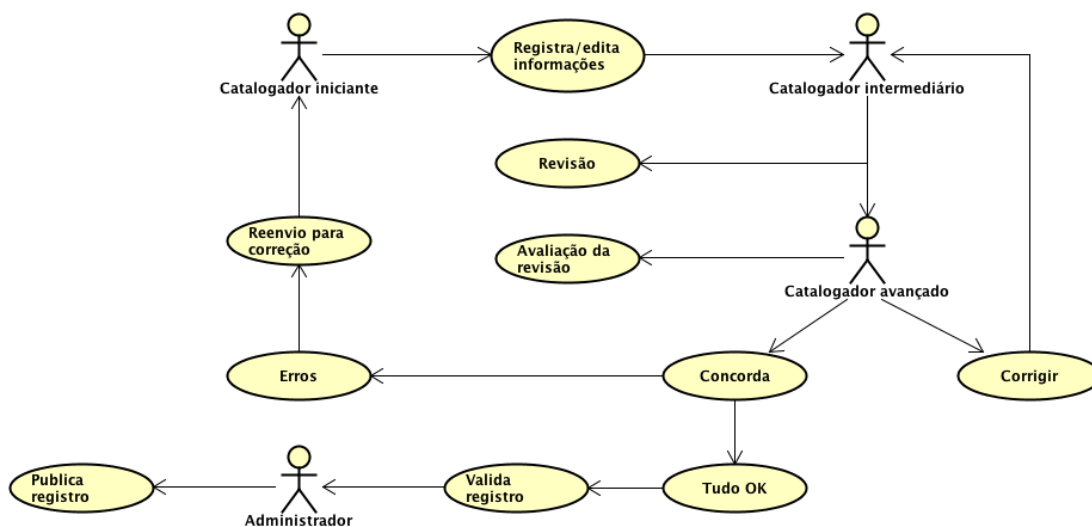 Registra/edita
informações
Catalogador iniciante
Catalogador intermediário
Revisão
Reenvio para
correção
Avaliação da
revisão
Catalogador avançado
Erros
Concorda
Corrigir
Publica
registro
Valida
registro
Tudo OK
Administrador